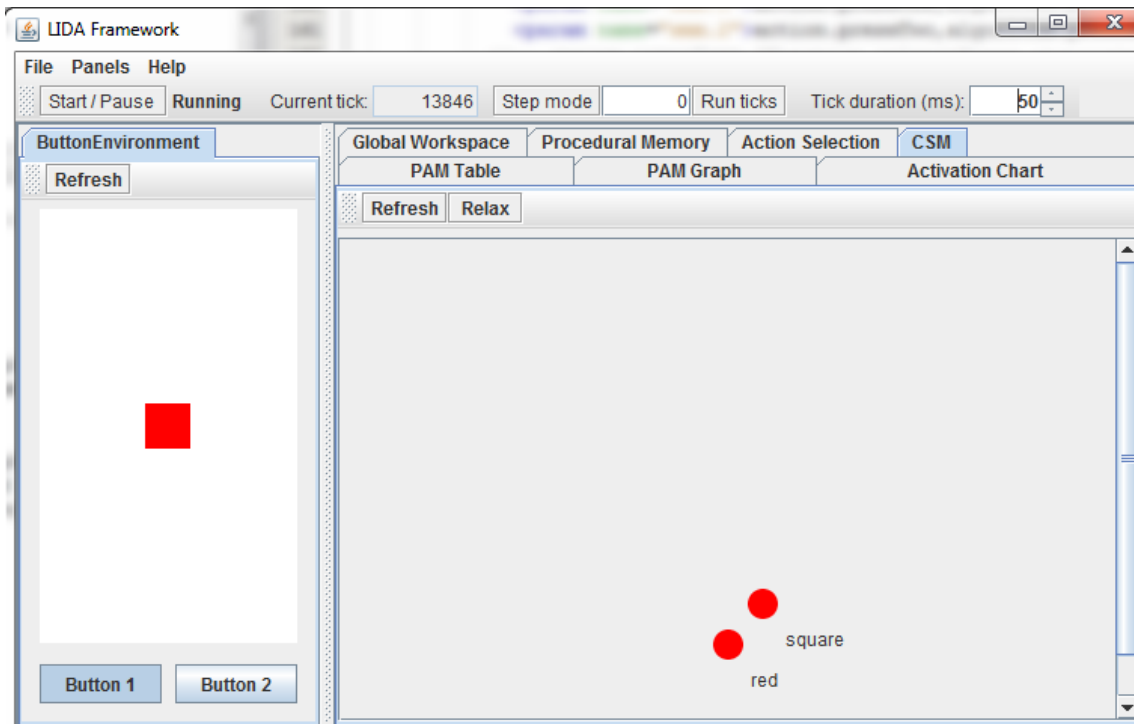 LIDA Framework
File Panels Help
Start / Pause Running Current tick: 13846 Step mode 0 Run ticks Tick duration (ms): 50
ButtonEnvironment
Refresh
Button 1 Button 2
Global Workspace Procedural Memory Action Selection CSM
PAM Table PAM Graph Activation Chart
Refresh Relax
square
red